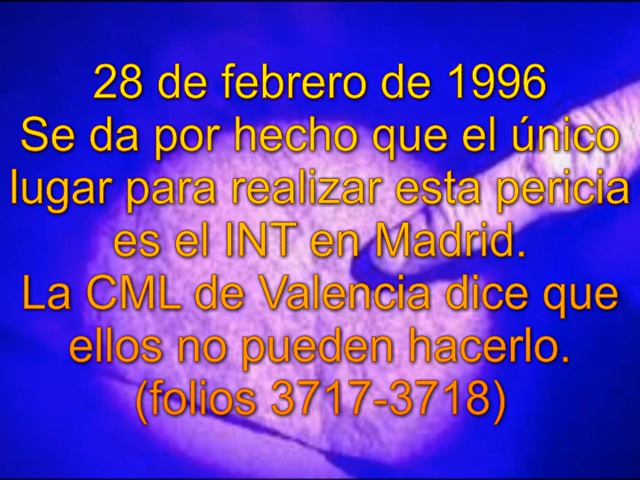 28 de febrero de 1996
Se da por hecho que el único
lugar para realizar esta pericia
es el INT en Madrid.
La CML de Valencia dice que
ellos no pueden hacerlo.
(folios 3717-3718)